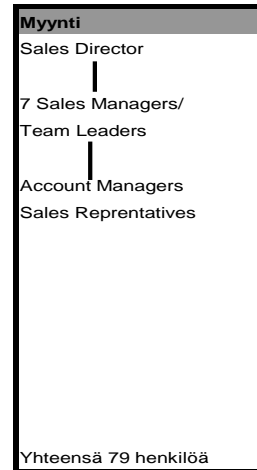 Myynti
Sales Director
7 Sales Managers/
Team Leaders
Account Managers
Sales Reprentatives
Yhteensä 79 henkilöä